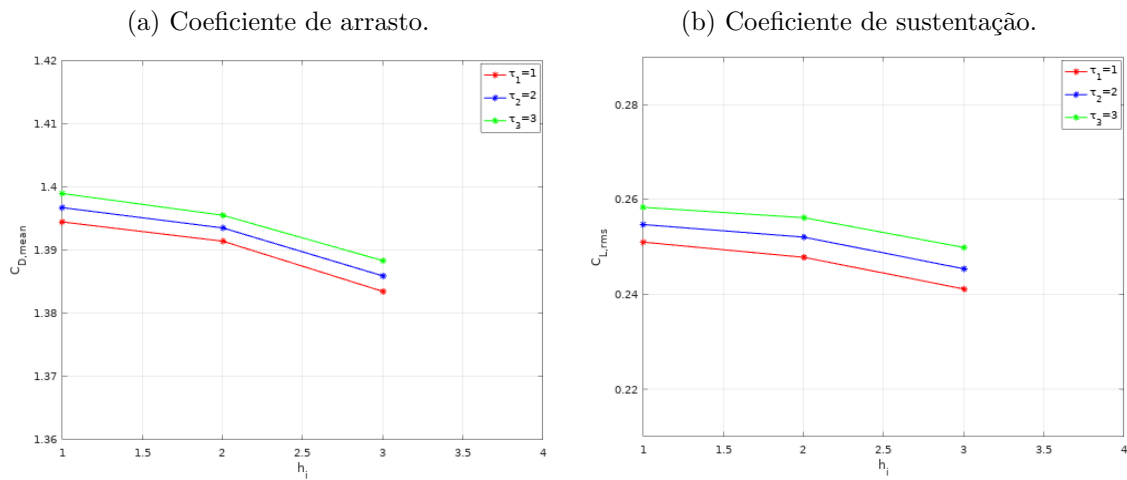 (a) Coeficiente de arrasto.
1.42
1.41
1.4
1.39
1.38
1.37
1.36
C_D,mean
1 1.5 2 2.5 3 3.5 4
h_i
τ_1=1
τ_2=2
τ_3=3
(b) Coeficiente de sustentação.
0.28
0.26
0.24
0.22
C_L,rms
1 1.5 2 2.5 3 3.5 4
h_i
τ_1=1
τ_2=2
τ_3=3